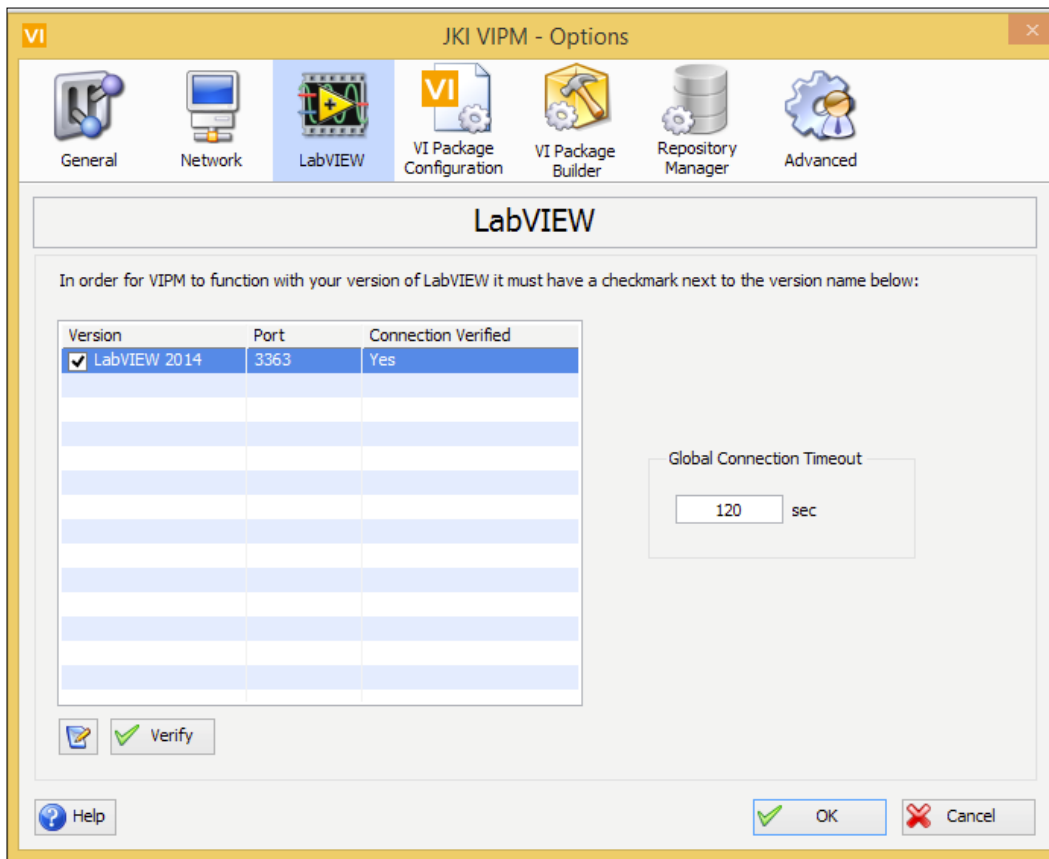 VI
JKI VIPM - Options
General
Network
LabVIEW
VI
VI Package
Configuration
VI Package
Builder
Repository
Manager
Advanced
LabVIEW
In order for VIPM to function with your version of LabVIEW it must have a checkmark next to the version name below:
Version Port Connection Verified
LabVIEW 2014 3363 Yes
Global Connection Timeout
120 sec
Verify
Help
OK
Cancel